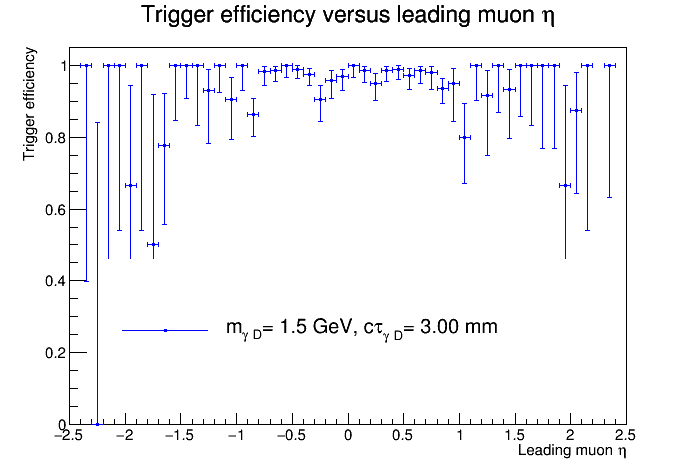 Trigger efficiency versus leading muon η
Trigger efficiency
1
0.8
0.6
0.4
0.2
0
m_γ D= 1.5 GeV, cτ_γ D= 3.00 mm
−2.5 −2 −1.5 −1 −0.5 0 0.5 1 1.5 2 2.5
Leading muon η